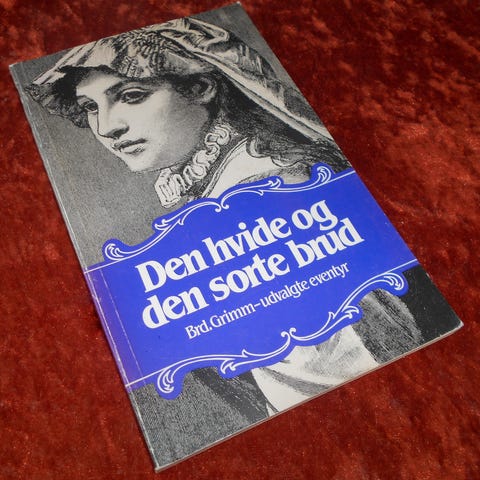 Den hvide og
den sorte brud
Brd. Grimm-udvalgte eventyr